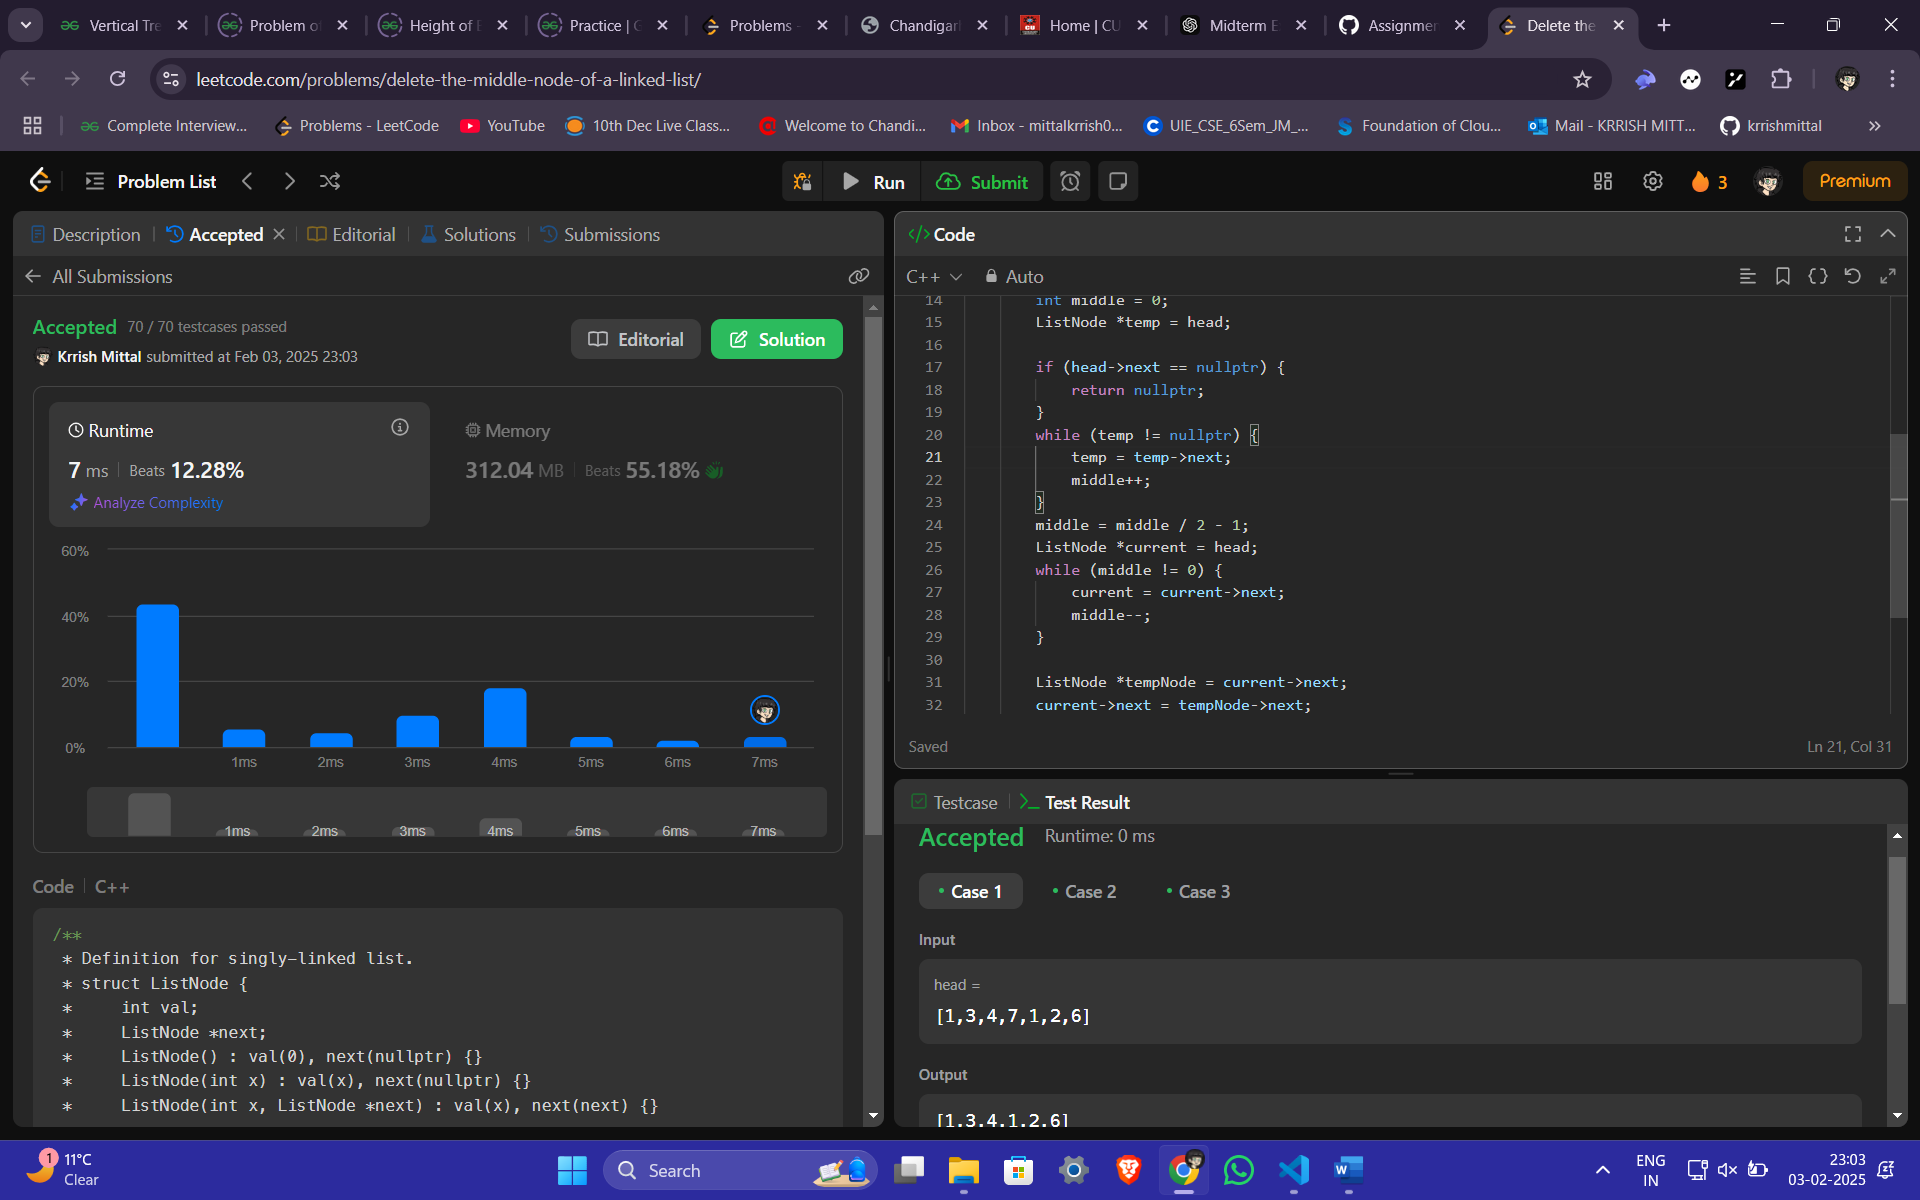 Vertical Tre
Problem of
Height of B
Practice | G
Problems -
Chandigarh
Home | CU
Midterm E
Assignmen
Delete the
leetcode.com/problems/delete-the-middle-node-of-a-linked-list/
Complete Interview...
Problems - LeetCode
YouTube
10th Dec Live Class...
Welcome to Chandi...
Inbox - mittalkrrish0...
UIE_CSE_6Sem_JM_...
Foundation of Clou...
Mail - KRRISH MITT...
krrishmittal
Problem List
Run
Submit
3
Premium
Description
Accepted
Editorial
Solutions
Submissions
All Submissions
Accepted 70 / 70 testcases passed
Krrish Mittal submitted at Feb 03, 2025 23:03
Editorial
Solution
Runtime
7 ms Beats 12.28%
Analyze Complexity
Memory
312.04 MB Beats 55.18%
60%
40%
20%
0%
1ms 2ms 3ms 4ms 5ms 6ms 7ms
1ms 2ms 3ms 4ms 5ms 6ms 7ms
Code C++
/**
* Definition for singly-linked list.
* struct ListNode {
*     int val;
*     ListNode *next;
*     ListNode() : val(0), next(nullptr) {}
*     ListNode(int x) : val(x), next(nullptr) {}
*     ListNode(int x, ListNode *next) : val(x), next(next) {}
</> Code
C++ Auto
14 int middle = 0;
15 ListNode *temp = head;
16
17 if (head->next == nullptr) {
18     return nullptr;
19 }
20 while (temp != nullptr) {
21     temp = temp->next;
22     middle++;
23 }
24 middle = middle / 2 - 1;
25 ListNode *current = head;
26 while (middle != 0) {
27     current = current->next;
28     middle--;
29 }
30
31 ListNode *tempNode = current->next;
32 current->next = tempNode->next;
Saved
Ln 21, Col 31
Testcase
Test Result
Accepted Runtime: 0 ms
Case 1
Case 2
Case 3
Input
head =
[1,3,4,7,1,2,6]
Output
[1,3,4,1,2,6]
1
11°C
Clear
Search
W
ENG
IN
23:03
03-02-2025